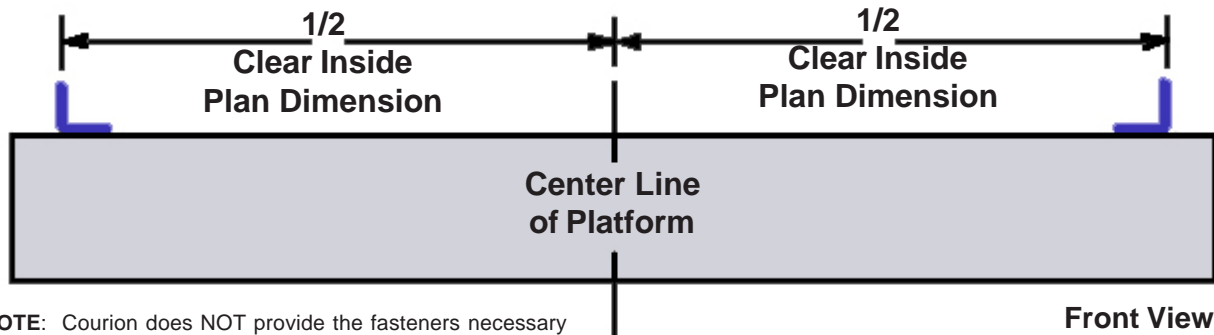 1/2
Clear Inside
Plan Dimension
1/2
Clear Inside
Plan Dimension
Center Line
of Platform
OTE: Courion does NOT provide the fasteners necessary
Front View